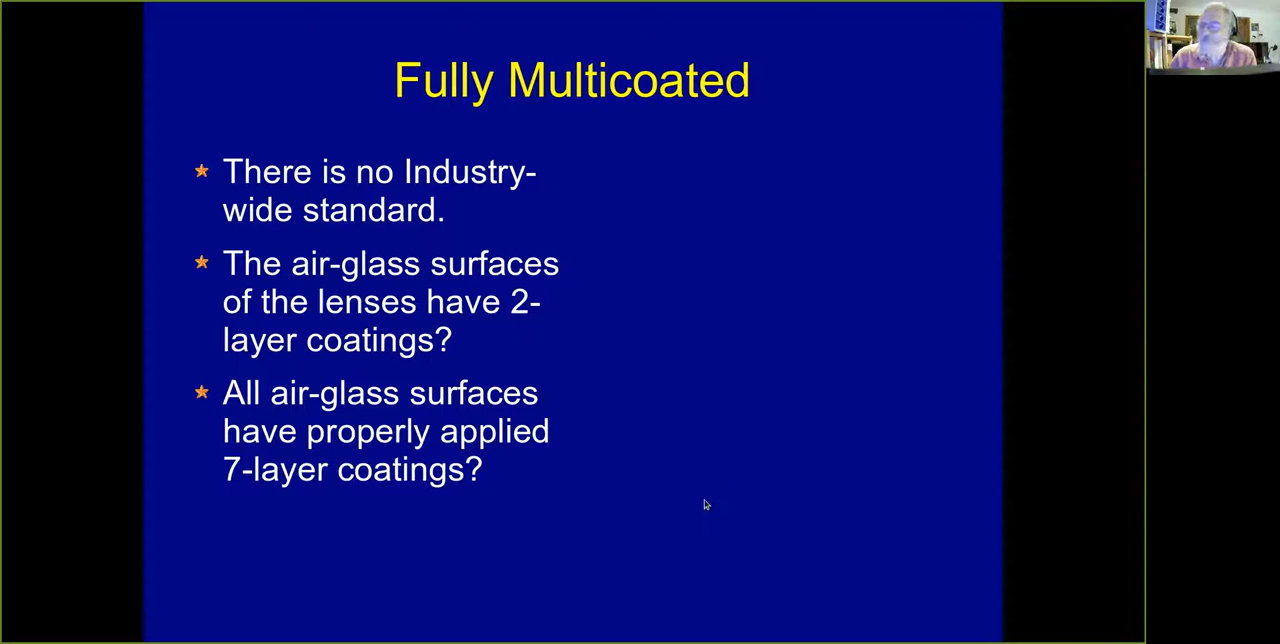 Fully Multicoated
There is no Industry-
wide standard.
The air-glass surfaces
of the lenses have 2-
layer coatings?
All air-glass surfaces
have properly applied
7-layer coatings?